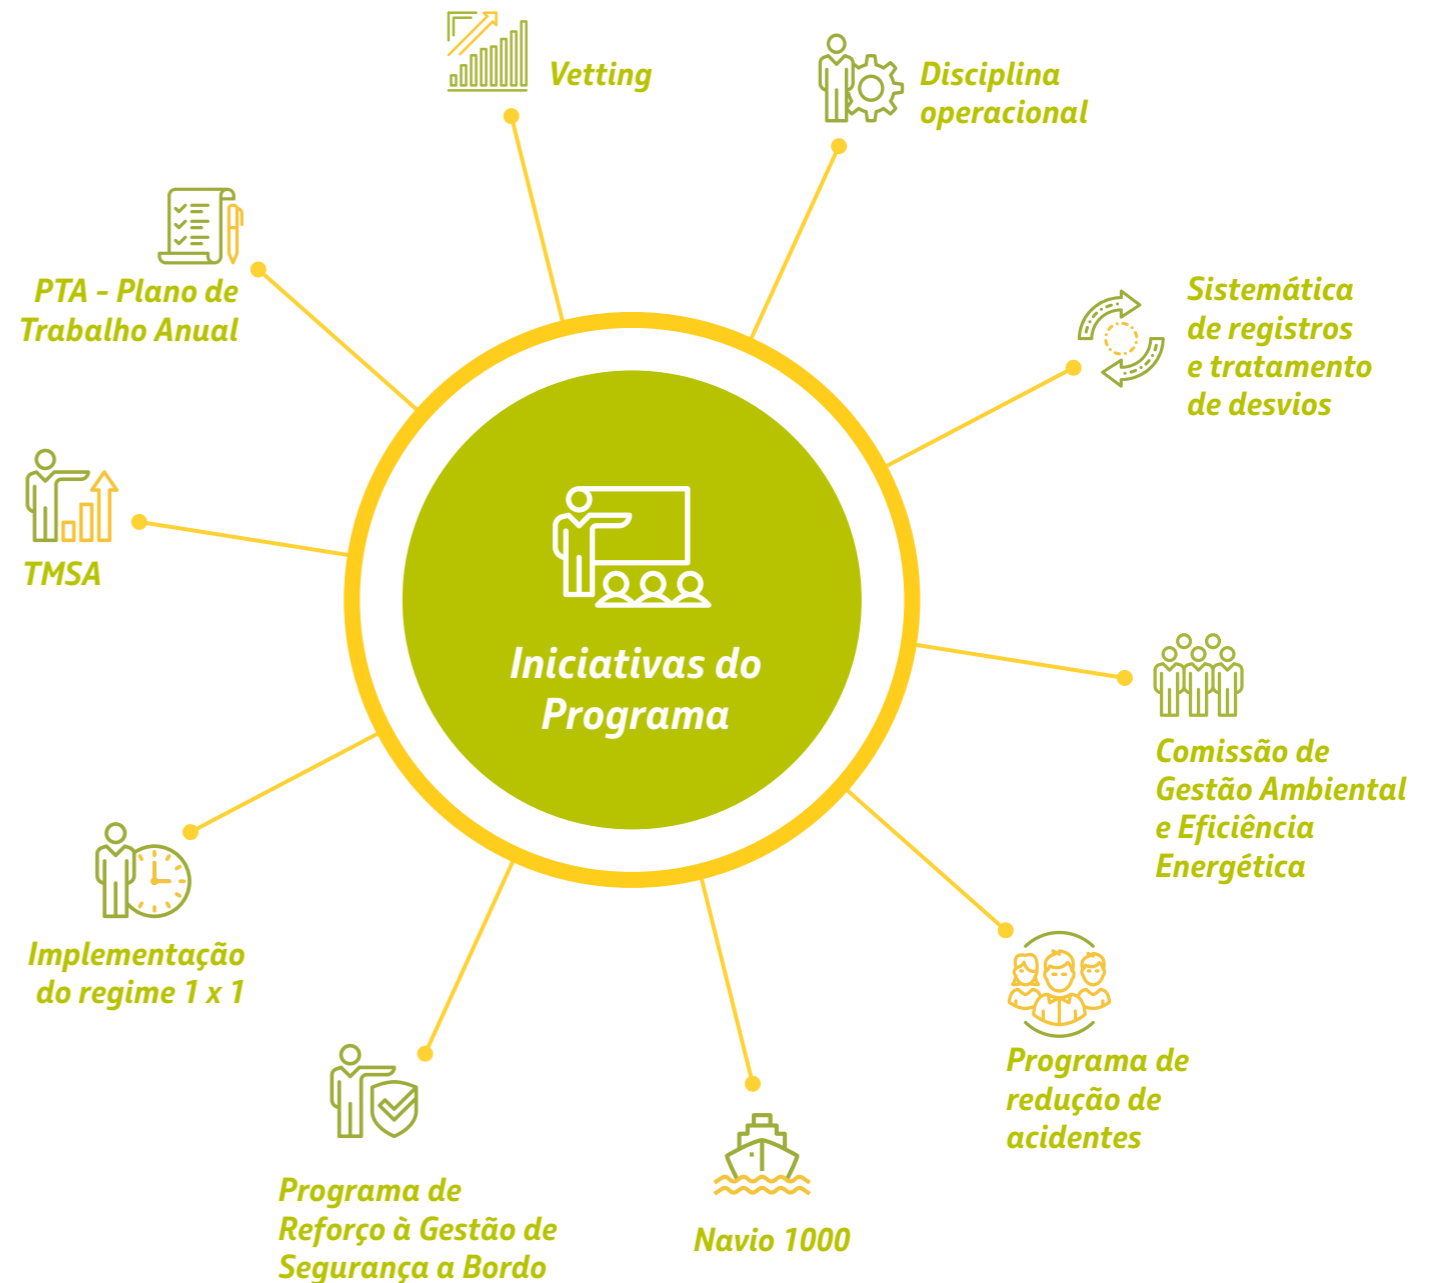 Vetting
Disciplina
operacional
Sistemática
de registros
e tratamento
de desvios
Comissão de
Gestão Ambiental
e Eficiência
Energética
Programa de
redução de
acidentes
Navio 1000
Programa de
Reforço à Gestão de
Segurança a Bordo
Implementação
do regime 1 x 1
TMSA
PTA - Plano de
Trabalho Anual
Iniciativas do
Programa